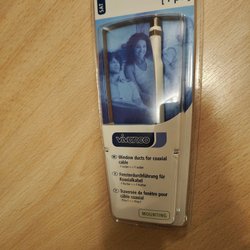 SAT
vivanco
Window ducts for coaxial
cable
Fensterdurchführung für
Koaxialkabel
Traversée de fenêtre pour
câble coaxial
MOUNTING